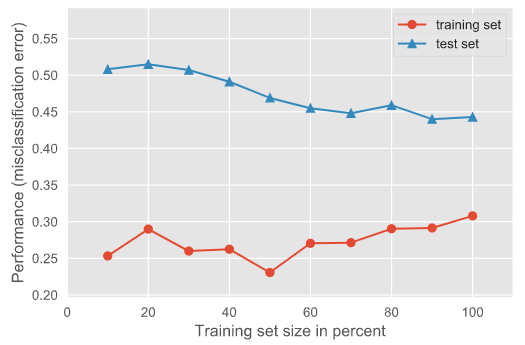 training set
test set
Performance (misclassification error)
0.55
0.50
0.45
0.40
0.35
0.30
0.25
0.20
0 20 40 60 80 100
Training set size in percent